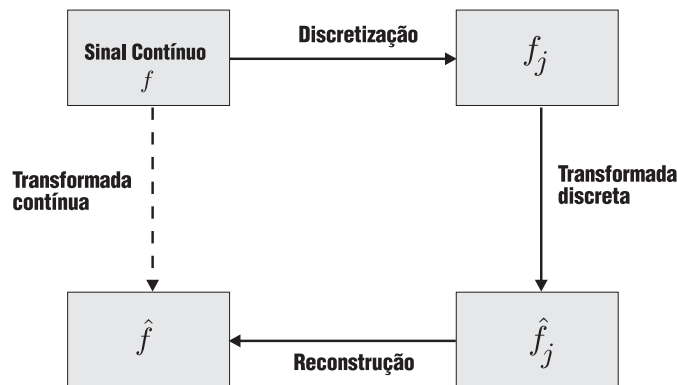 Sinal Contínuo
f
Discretização
f_j
Transformada
contínua
Transformada
discreta
f̂
Reconstrução
f̂_j